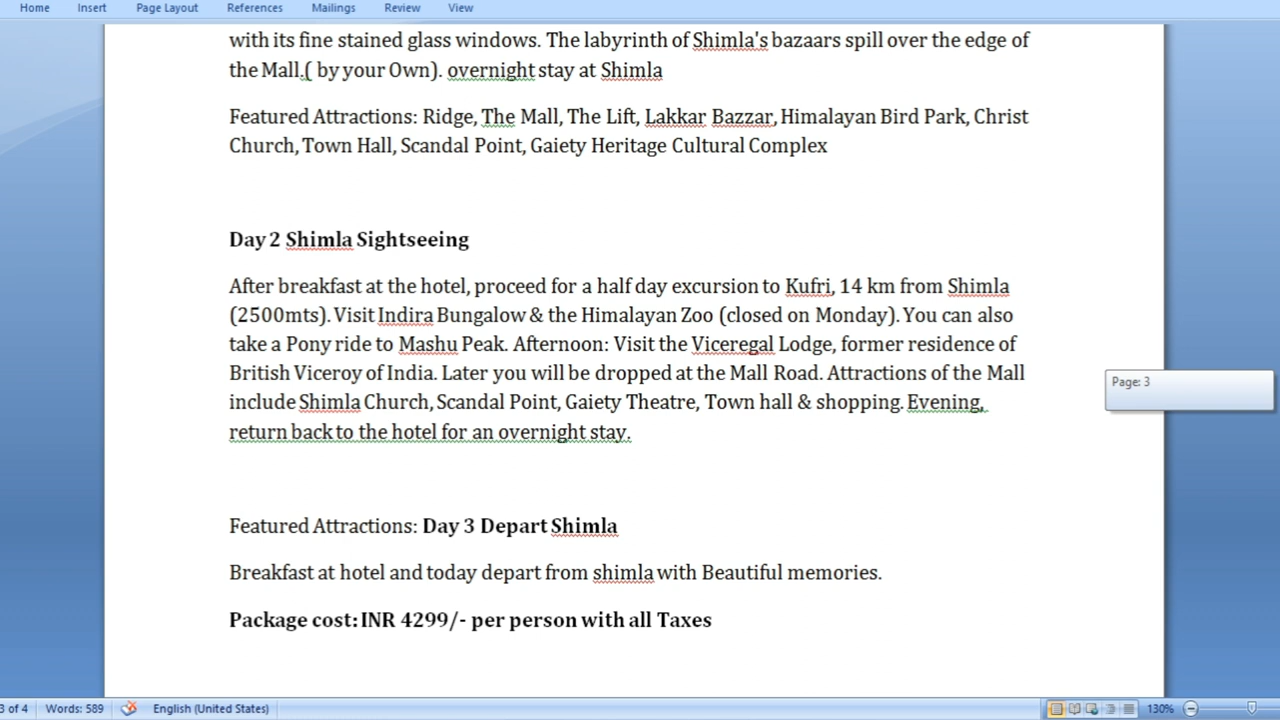 Home Insert Page Layout References Mailings Review View
with its fine stained glass windows. The labyrinth of Shimla's bazaars spill over the edge of
the Mall.( by your Own). overnight stay at Shimla
Featured Attractions: Ridge, The Mall, The Lift, Lakkar Bazzar, Himalayan Bird Park, Christ
Church, Town Hall, Scandal Point, Gaiety Heritage Cultural Complex
Day 2 Shimla Sightseeing
After breakfast at the hotel, proceed for a half day excursion to Kufri, 14 km from Shimla
(2500mts). Visit Indira Bungalow & the Himalayan Zoo (closed on Monday). You can also
take a Pony ride to Mashu Peak. Afternoon: Visit the Viceregal Lodge, former residence of
British Viceroy of India. Later you will be dropped at the Mall Road. Attractions of the Mall
include Shimla Church, Scandal Point, Gaiety Theatre, Town hall & shopping. Evening,
return back to the hotel for an overnight stay.
Page: 3
Featured Attractions: Day 3 Depart Shimla
Breakfast at hotel and today depart from shimla with Beautiful memories.
Package cost: INR 4299/- per person with all Taxes
3 of 4 Words: 589 English (United States) 130%